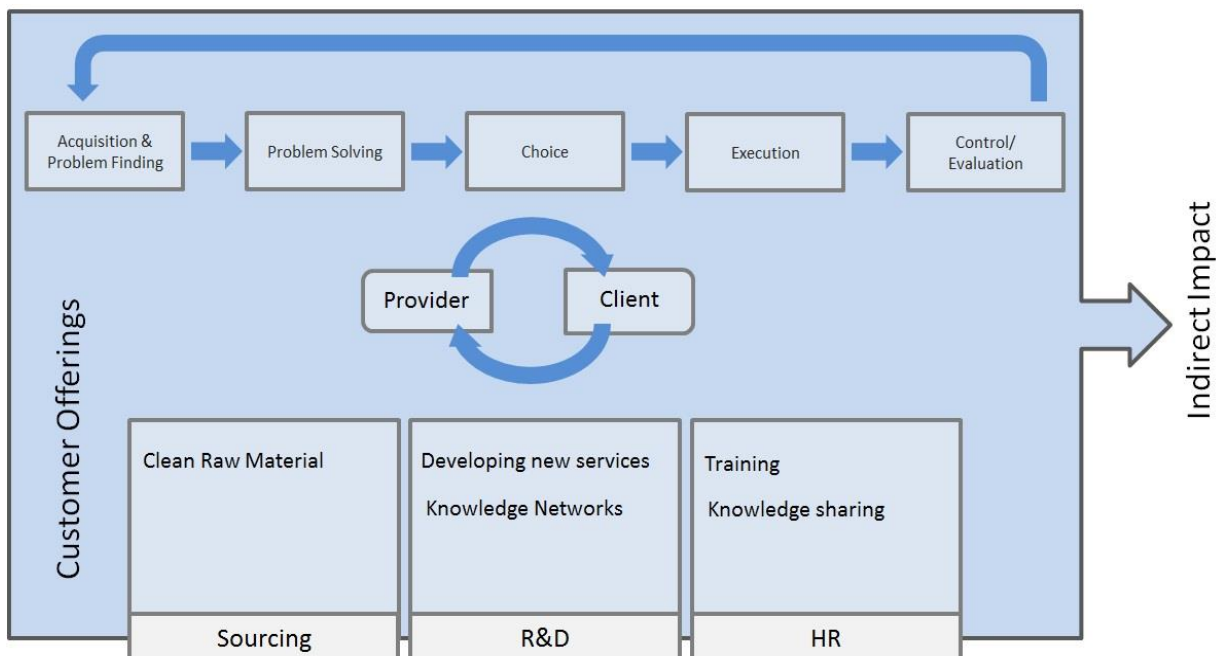 Acquisition &
Problem Finding
Problem Solving
Choice
Execution
Control/
Evaluation
Provider
Client
Customer Offerings
Indirect Impact
Clean Raw Material
Developing new services
Knowledge Networks
Training
Knowledge sharing
Sourcing
R&D
HR